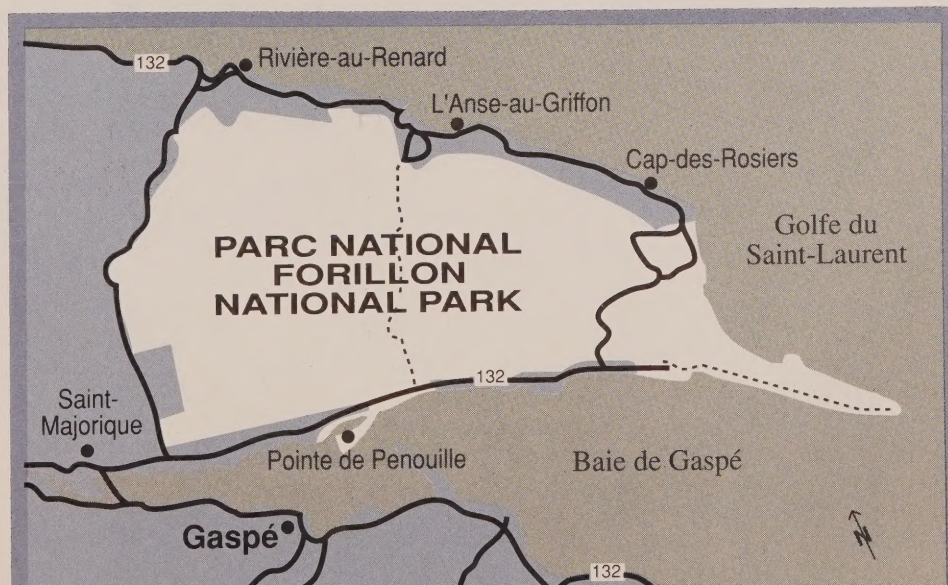 132
Rivière-au-Renard
L'Anse-au-Griffon
Cap-des-Rosiers
Golfe du
Saint-Laurent
PARC NATIONAL
FORILLON
NATIONAL PARK
132
Saint-
Majorique
Pointe de Penouille
Baie de Gaspé
Gaspé
N
132